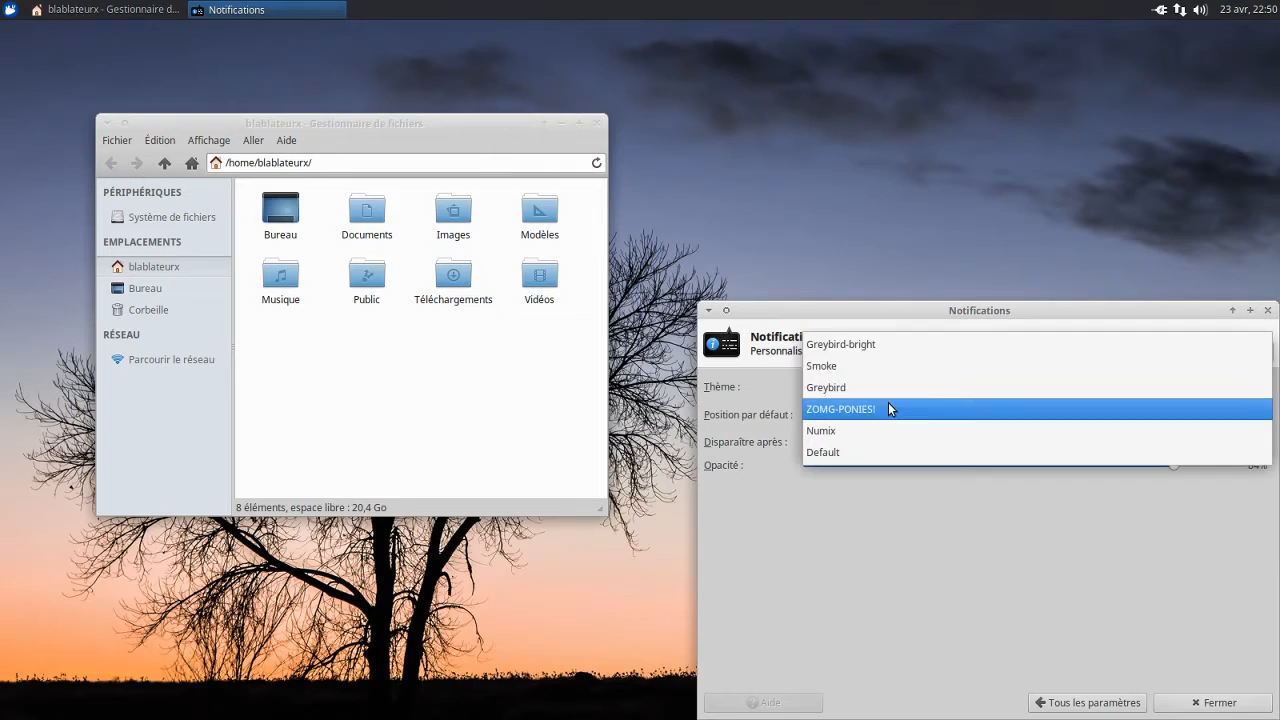 blablateurx - Gestionnaire d...
Notifications
23 avr, 22:50
blablateurx - Gestionnaire de fichiers
Fichier Édition Affichage Aller Aide
/home/blablateurx/
PÉRIPHÉRIQUES
Système de fichiers
EMPLACEMENTS
blablateurx
Bureau
Corbeille
RÉSEAU
Parcourir le réseau
Bureau Documents Images Modèles
Musique Public Téléchargements Vidéos
8 éléments, espace libre : 20,4 Go
Notifications
Notificati
Personnalis
Thème :
Position par défaut :
Disparaître après :
Opacité :
Greybird-bright
Smoke
Greybird
ZOMG-PONIES!
Numix
Default
Aide
Tous les paramètres
Fermer